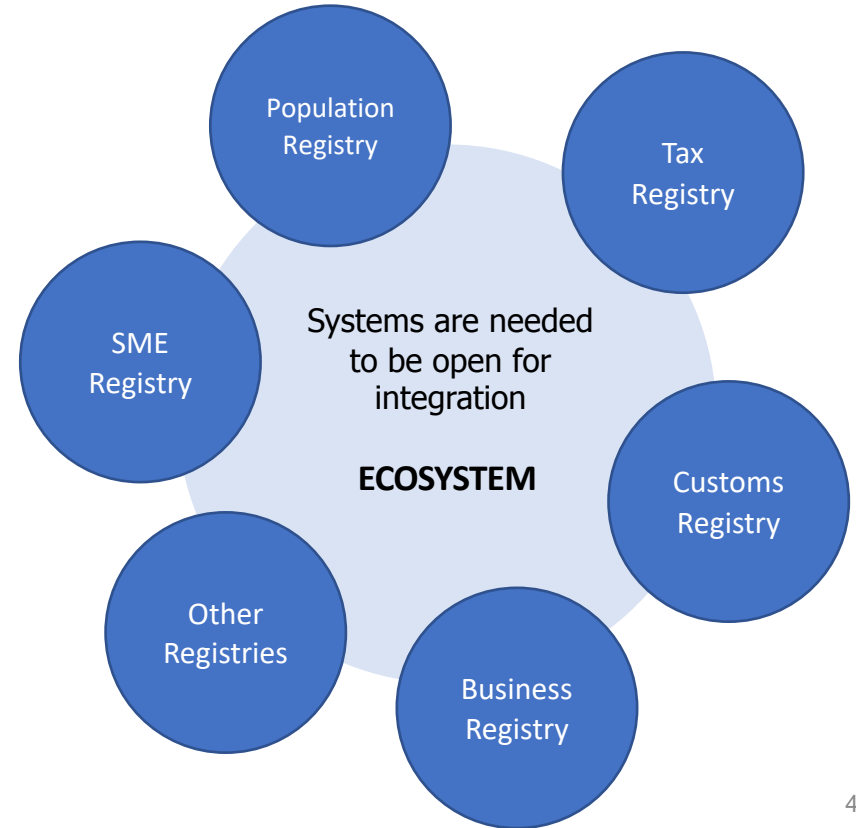 Population
Registry
Tax
Registry
SME
Registry
Systems are needed
to be open for
integration
ECOSYSTEM
Customs
Registry
Other
Registries
Business
Registry
4